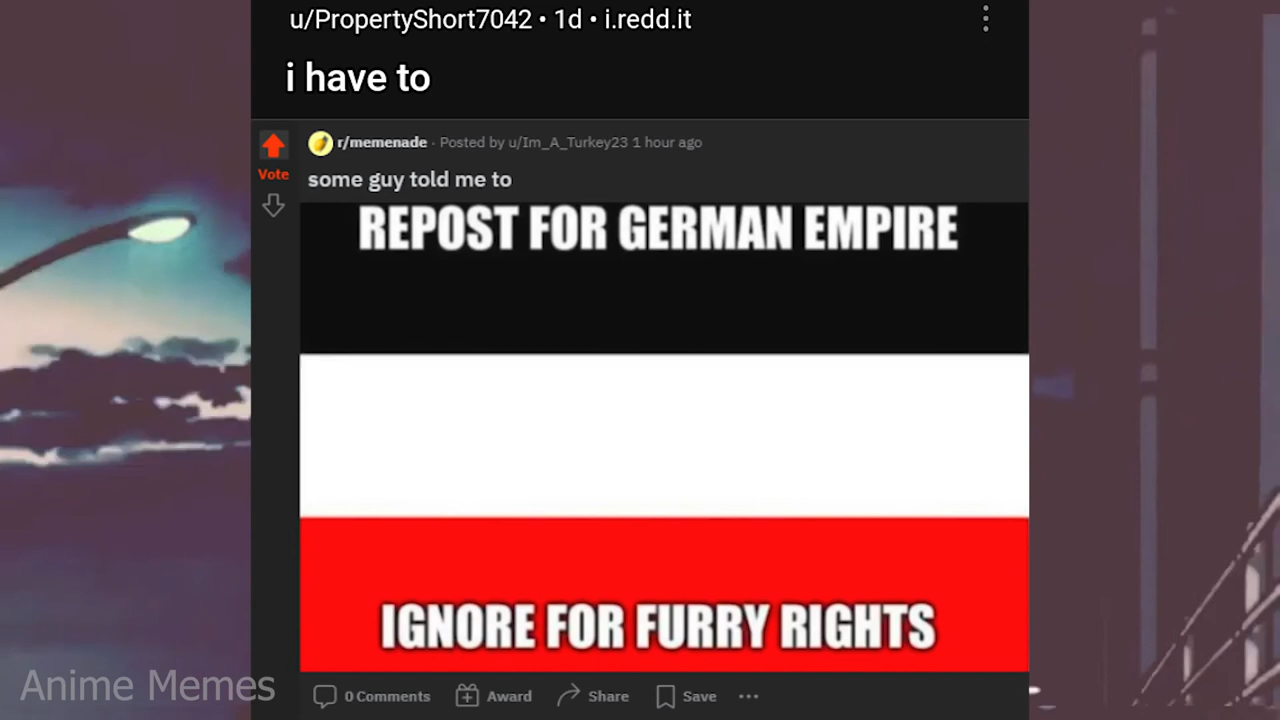 u/PropertyShort7042 • 1d • i.redd.it
i have to
r/memenade · Posted by u/Im_A_Turkey23 1 hour ago
Vote
some guy told me to
REPOST FOR GERMAN EMPIRE
IGNORE FOR FURRY RIGHTS
0 Comments Award Share Save
Anime Memes